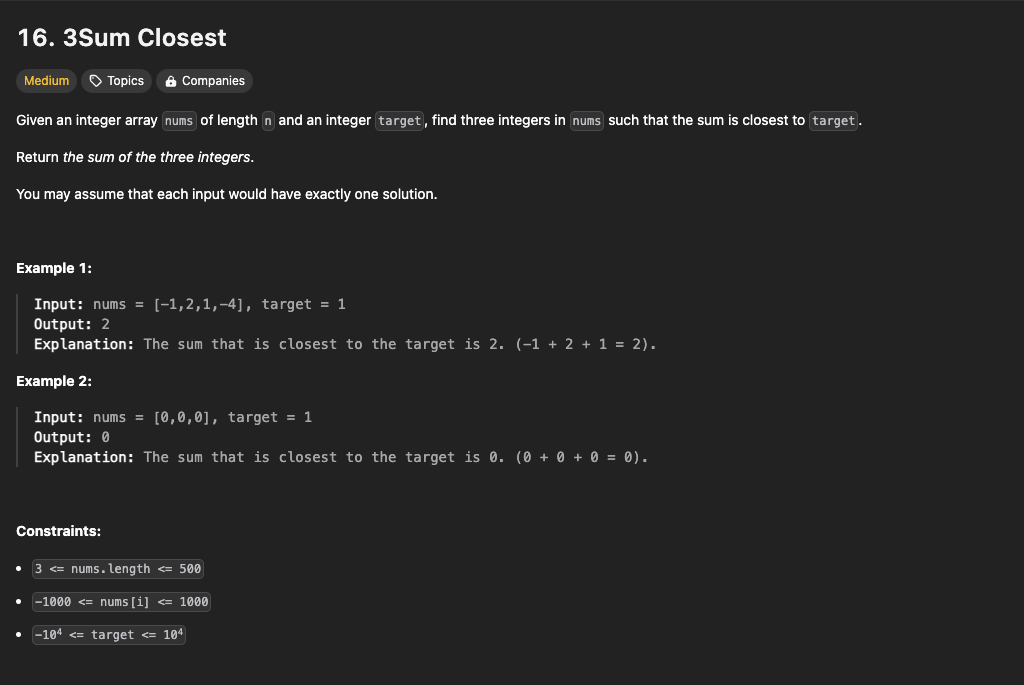 16. 3Sum Closest
Medium Topics Companies
Given an integer array nums of length n and an integer target, find three integers in nums such that the sum is closest to target.
Return the sum of the three integers.
You may assume that each input would have exactly one solution.
Example 1:
Input: nums = [-1,2,1,-4], target = 1
Output: 2
Explanation: The sum that is closest to the target is 2. (-1 + 2 + 1 = 2).
Example 2:
Input: nums = [0,0,0], target = 1
Output: 0
Explanation: The sum that is closest to the target is 0. (0 + 0 + 0 = 0).
Constraints:
• 3 <= nums.length <= 500
• -1000 <= nums[i] <= 1000
• -10⁴ <= target <= 10⁴